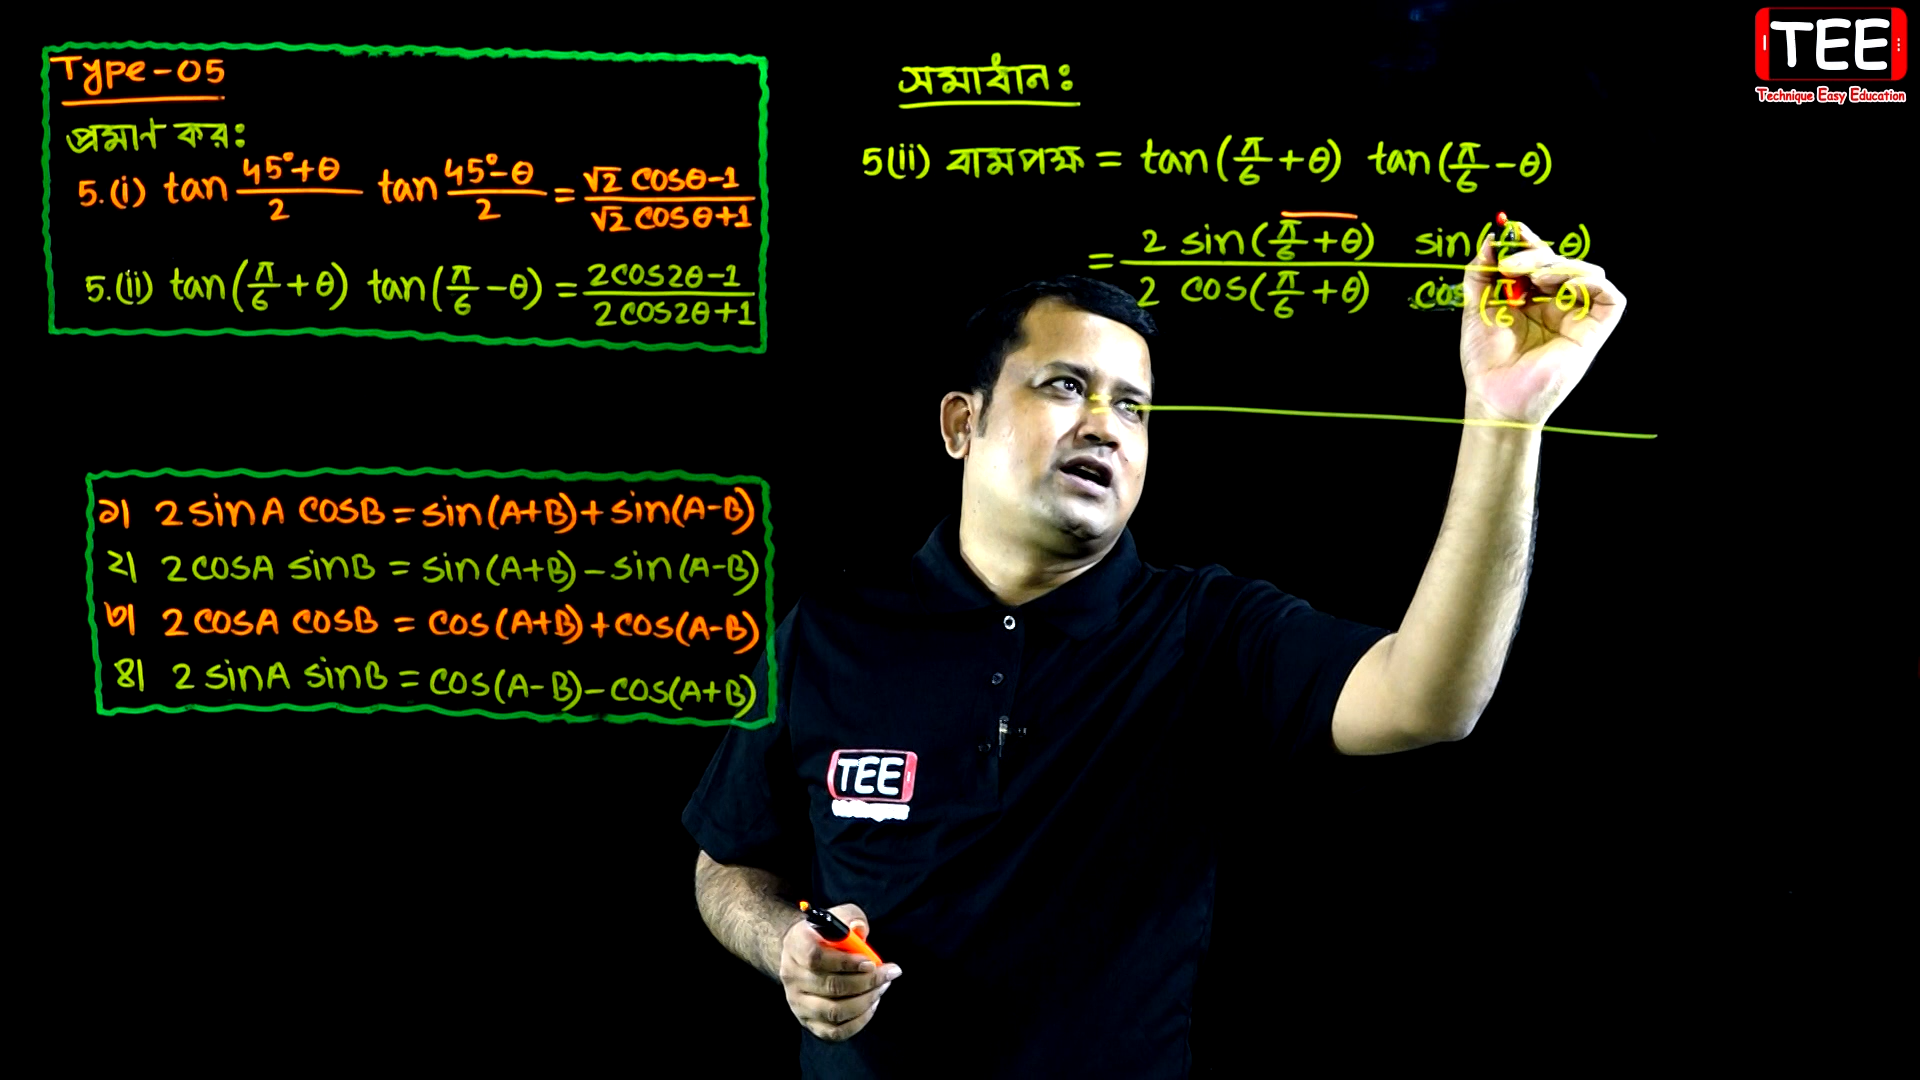 TEE
Technique Easy Education
Type-05
প্রমাণ কর:
5.(i) tan (45°+θ)/2 tan (45°-θ)/2 = (√2 cosθ-1)/(√2 cosθ+1)
5.(ii) tan(π/6+θ) tan(π/6-θ) = (2cos2θ-1)/(2cos2θ+1)
১। 2sinA cosB = sin(A+B)+sin(A-B)
২। 2cosA sinB = sin(A+B)-sin(A-B)
৩। 2cosA cosB = cos(A+B)+cos(A-B)
৪। 2sinA sinB = cos(A-B)-cos(A+B)
সমাধান:
5(ii) বামপক্ষ = tan(π/6+θ) tan(π/6-θ)
= (2 sin(π/6+θ) sin(π/6-θ))/(2 cos(π/6+θ) cos(π/6-θ))
=
TEE